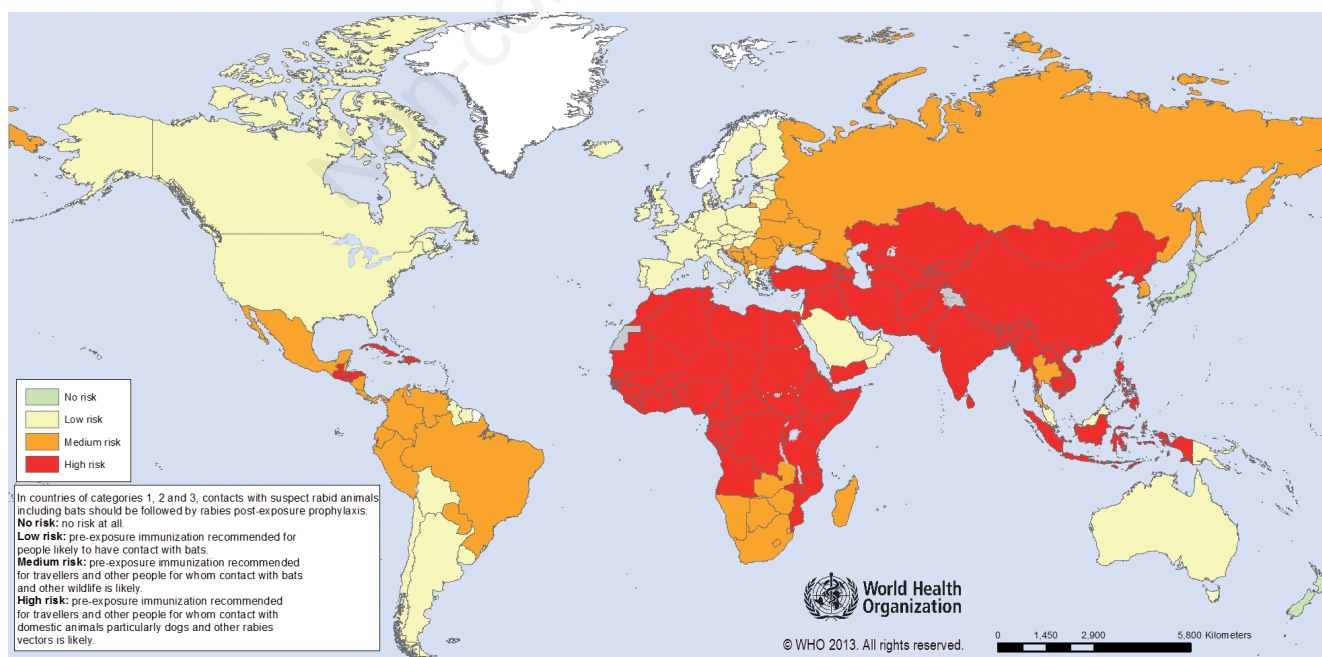 Non-co
No risk
Low risk
Medium risk
High risk
In countries of categories 1, 2 and 3, contacts with suspect rabid animals
including bats should be followed by rabies post-exposure prophylaxis.
No risk: no risk at all.
Low risk: pre-exposure immunization recommended for
people likely to have contact with bats.
Medium risk: pre-exposure immunization recommended
for travellers and other people for whom contact with bats
and other wildlife is likely.
High risk: pre-exposure immunization recommended
for travellers and other people for whom contact with
domestic animals particularly dogs and other rabies
vectors is likely.
World Health
Organization
© WHO 2013. All rights reserved.
0 1,450 2,900 5,800 Kilometers